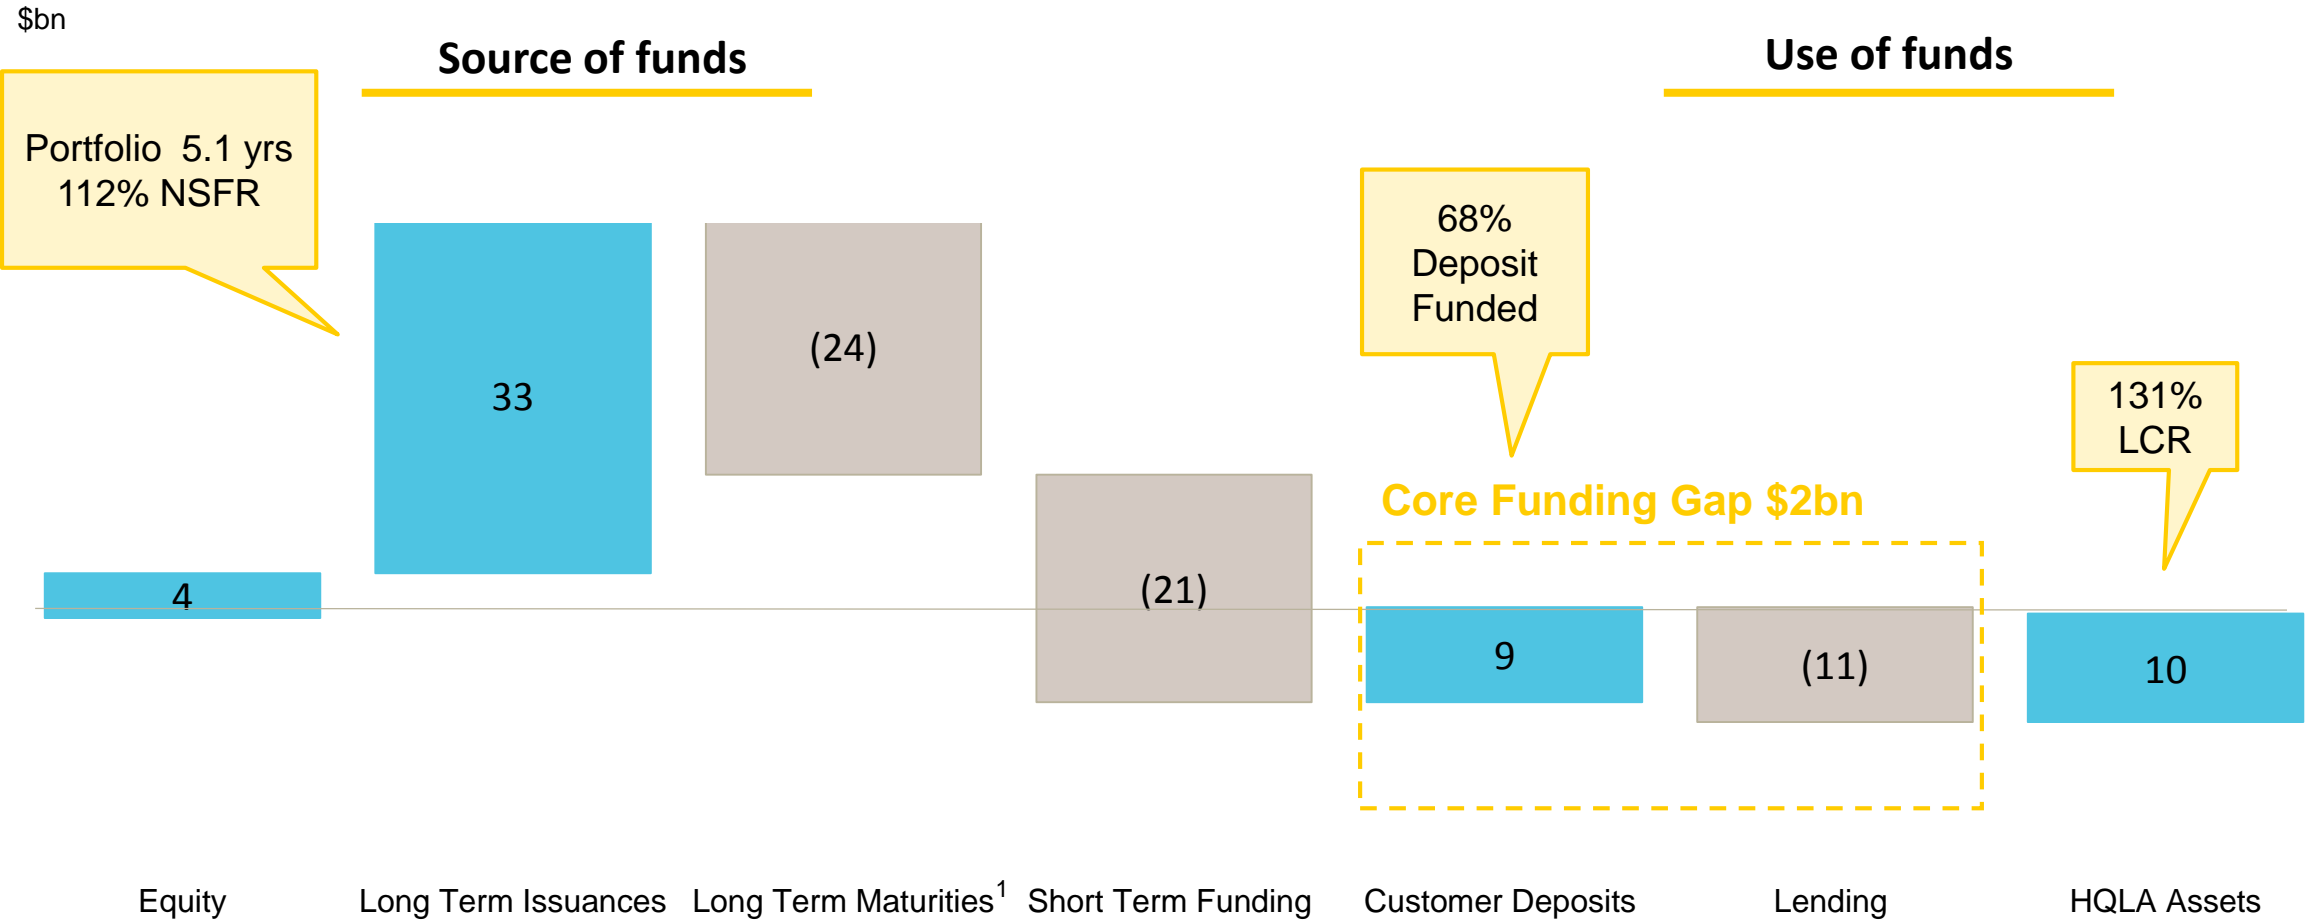 $bn
Source of funds
Use of funds
Portfolio 5.1 yrs
112% NSFR
68%
Deposit
Funded
131%
LCR
33
(24)
Core Funding Gap $2bn
4
(21)
9
(11)
10
Equity
Long Term Issuances
Long Term Maturities¹
Short Term Funding
Customer Deposits
Lending
HQLA Assets